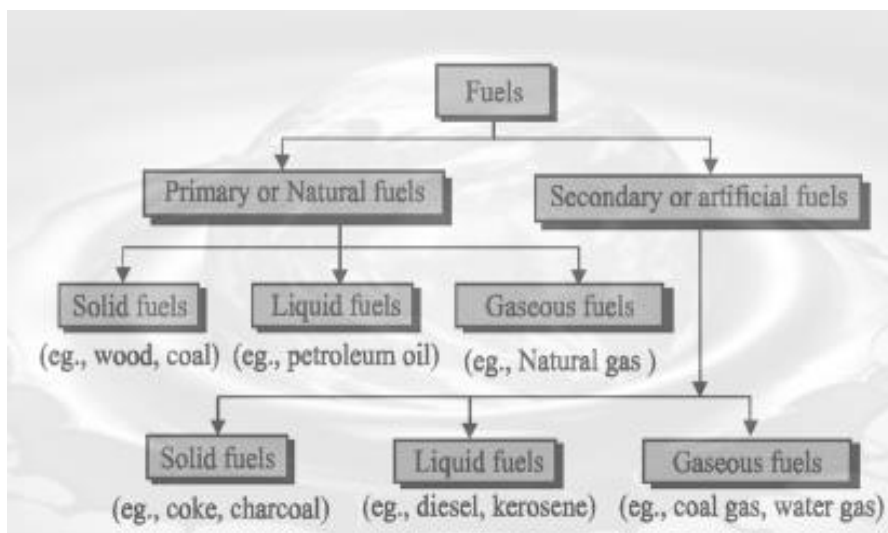 Fuels
Primary or Natural fuels
Secondary or artificial fuels
Solid fuels
Liquid fuels
Gaseous fuels
(eg., wood, coal)
(eg., petroleum oil)
(eg., Natural gas )
Solid fuels
Liquid fuels
Gaseous fuels
(eg., coke, charcoal)
(eg., diesel, kerosene)
(eg., coal gas, water gas)